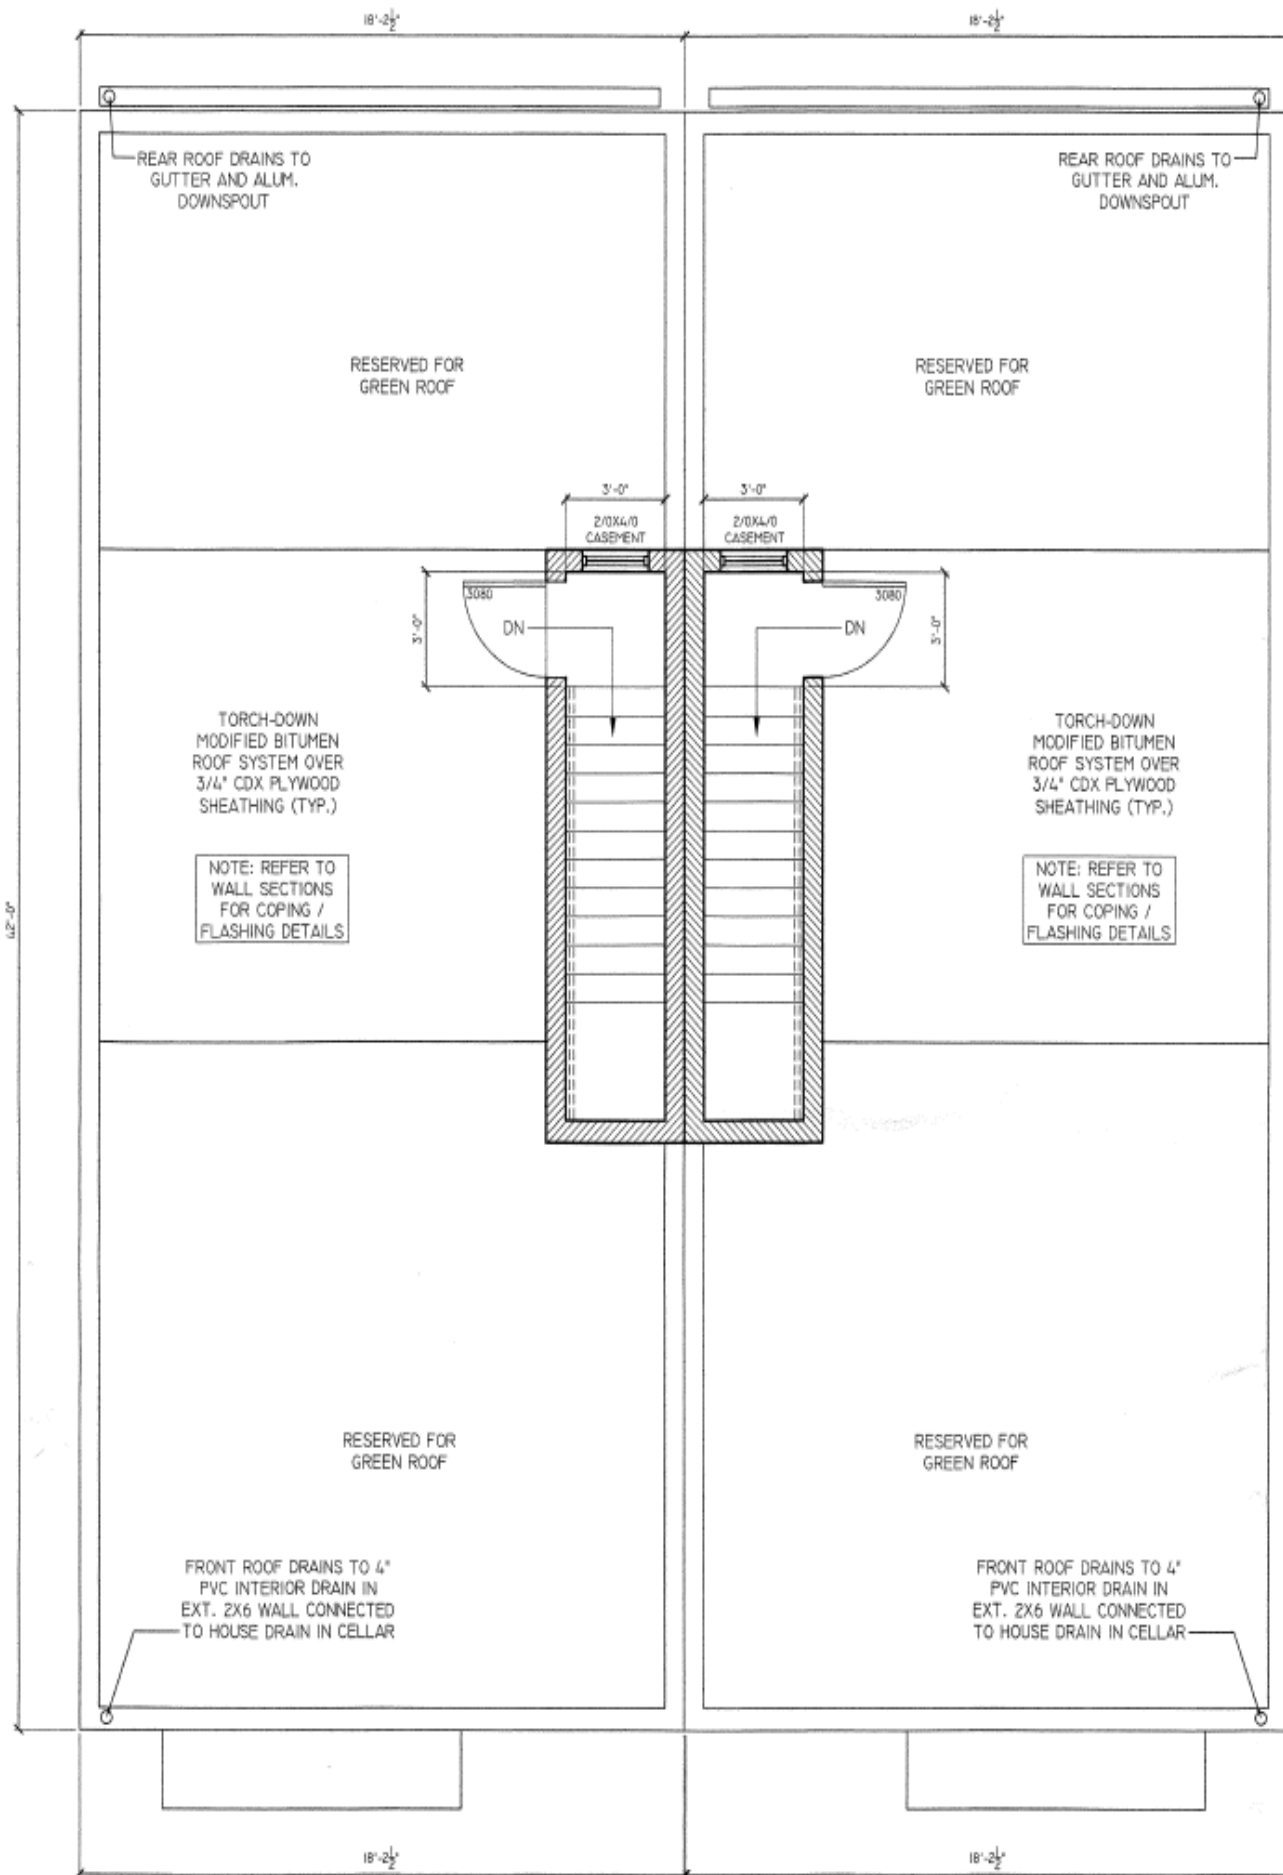 18'-2½"
18'-2½"
REAR ROOF DRAINS TO
GUTTER AND ALUM.
DOWNSPOUT
REAR ROOF DRAINS TO
GUTTER AND ALUM.
DOWNSPOUT
RESERVED FOR
GREEN ROOF
RESERVED FOR
GREEN ROOF
3'-0"
3'-0"
2/0X4/0
CASEMENT
2/0X4/0
CASEMENT
3080
3080
3'-0"
DN
DN
3'-0"
TORCH-DOWN
MODIFIED BITUMEN
ROOF SYSTEM OVER
3/4" CDX PLYWOOD
SHEATHING (TYP.)
TORCH-DOWN
MODIFIED BITUMEN
ROOF SYSTEM OVER
3/4" CDX PLYWOOD
SHEATHING (TYP.)
NOTE: REFER TO
WALL SECTIONS
FOR COPING /
FLASHING DETAILS
NOTE: REFER TO
WALL SECTIONS
FOR COPING /
FLASHING DETAILS
42'-0"
RESERVED FOR
GREEN ROOF
RESERVED FOR
GREEN ROOF
FRONT ROOF DRAINS TO 4"
PVC INTERIOR DRAIN IN
EXT. 2X6 WALL CONNECTED
TO HOUSE DRAIN IN CELLAR
FRONT ROOF DRAINS TO 4"
PVC INTERIOR DRAIN IN
EXT. 2X6 WALL CONNECTED
TO HOUSE DRAIN IN CELLAR
18'-2½"
18'-2½"